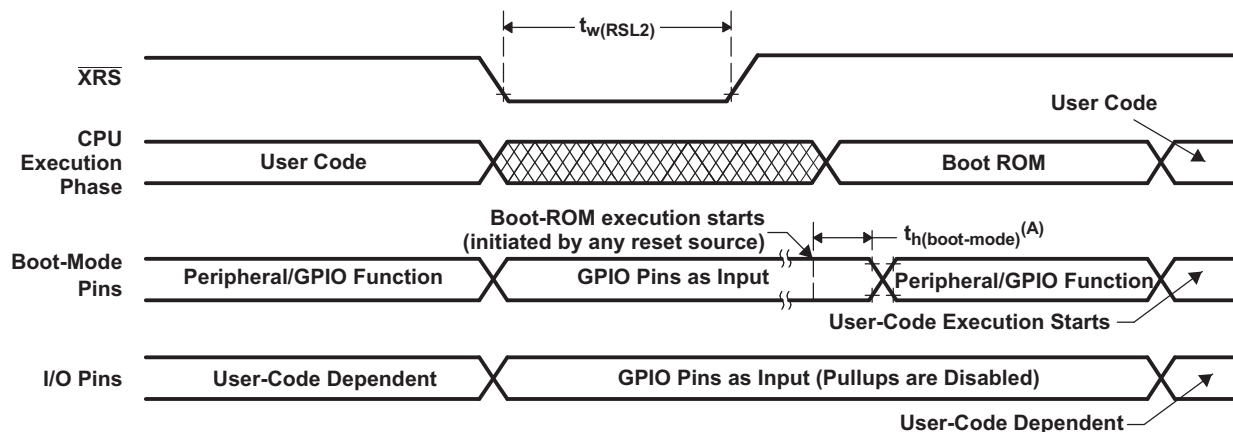 tw(RSL2)
XRS
User Code
CPU
Execution
Phase
User Code
Boot ROM
Boot-ROM execution starts
(initiated by any reset source)
th(boot-mode)(A)
Boot-Mode
Pins
Peripheral/GPIO Function
GPIO Pins as Input
Peripheral/GPIO Function
User-Code Execution Starts
I/O Pins
User-Code Dependent
GPIO Pins as Input (Pullups are Disabled)
User-Code Dependent